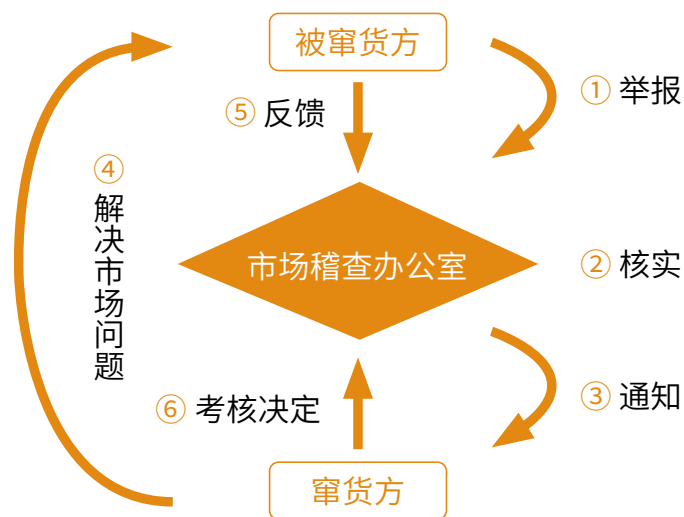 被窜货方
① 举报
⑤ 反馈
④
解决市场问题
市场稽查办公室
② 核实
③ 通知
⑥ 考核决定
窜货方